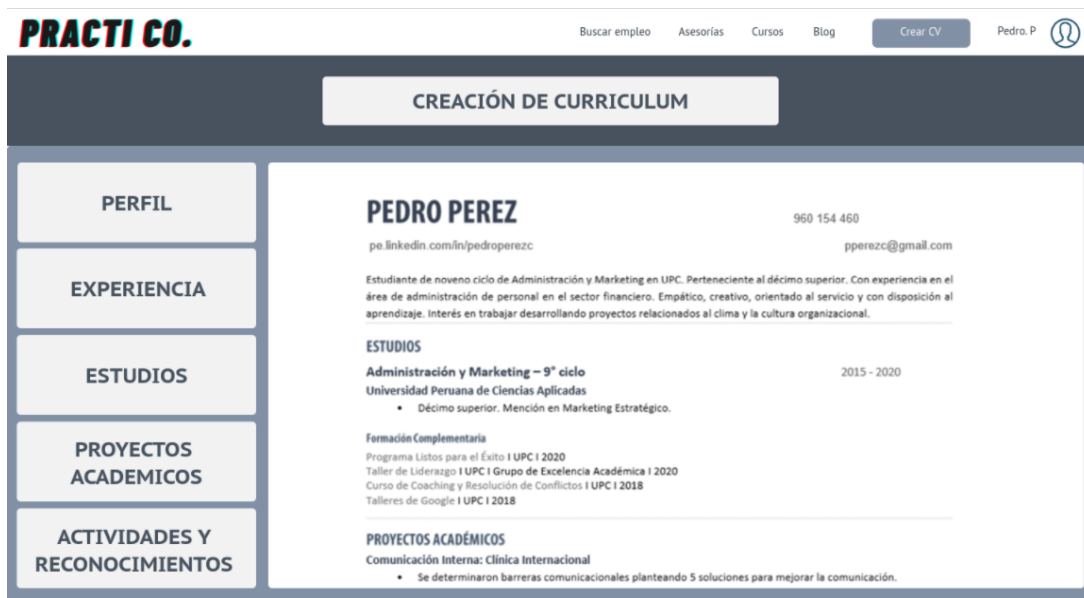 PRACTI CO.
Buscar empleo Asesorías Cursos Blog Crear CV Pedro. P
CREACIÓN DE CURRICULUM
PERFIL
EXPERIENCIA
ESTUDIOS
PROYECTOS
ACADEMICOS
ACTIVIDADES Y
RECONOCIMIENTOS
PEDRO PEREZ
960 154 460
pe.linkedin.com/in/pedroperezc
pperezc@gmail.com
Estudiante de noveno ciclo de Administración y Marketing en UPC. Perteneciente al décimo superior. Con experiencia en el
área de administración de personal en el sector financiero. Empático, creativo, orientado al servicio y con disposición al
aprendizaje. Interés en trabajar desarrollando proyectos relacionados al clima y la cultura organizacional.
ESTUDIOS
Administración y Marketing – 9° ciclo 2015 - 2020
Universidad Peruana de Ciencias Aplicadas
• Décimo superior. Mención en Marketing Estratégico.
Formación Complementaria
Programa Listos para el Éxito I UPC I 2020
Taller de Liderazgo I UPC I Grupo de Excelencia Académica I 2020
Curso de Coaching y Resolución de Conflictos I UPC I 2018
Talleres de Google I UPC I 2018
PROYECTOS ACADÉMICOS
Comunicación Interna: Clínica Internacional
• Se determinaron barreras comunicacionales planteando 5 soluciones para mejorar la comunicación.